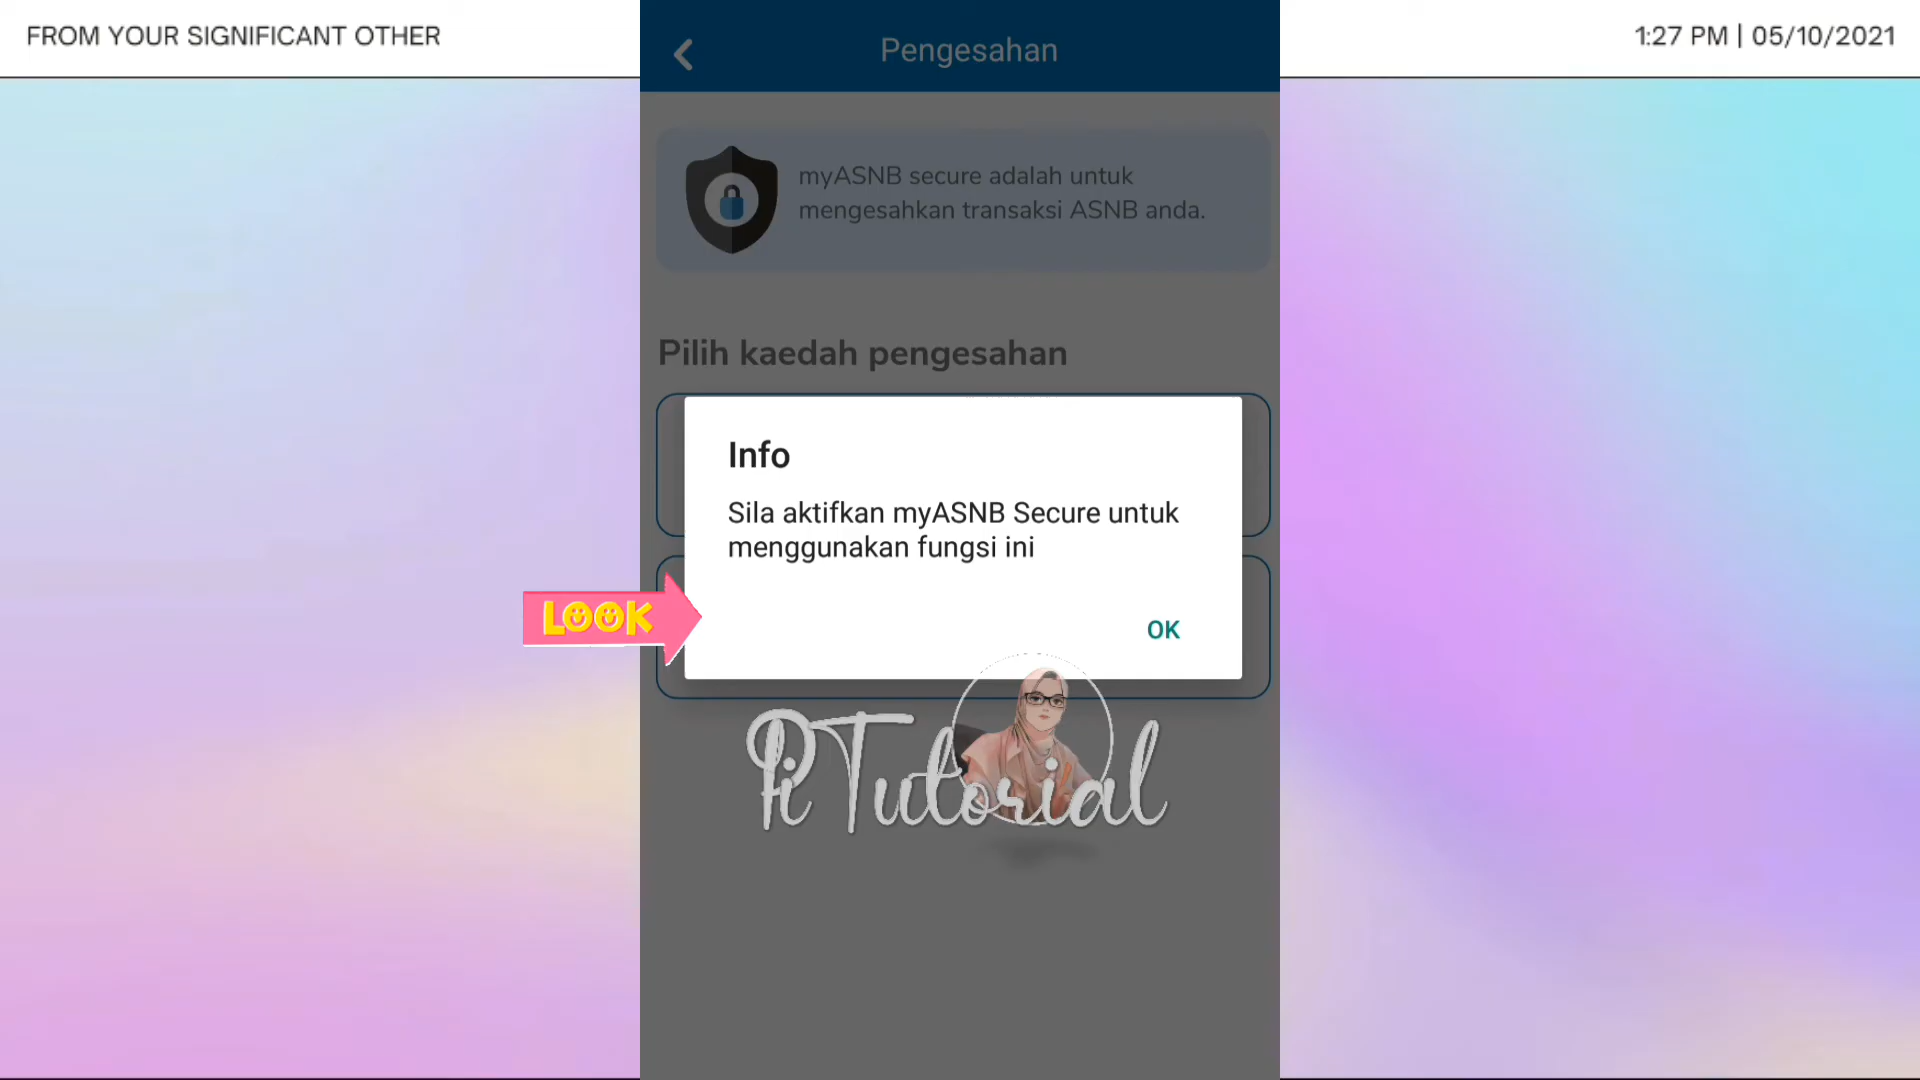 FROM YOUR SIGNIFICANT OTHER
1:27 PM | 05/10/2021
Pengesahan
myASNB secure adalah untuk
mengesahkan transaksi ASNB anda.
Pilih kaedah pengesahan
Info
Sila aktifkan myASNB Secure untuk
menggunakan fungsi ini
LOOK
OK
Pi Tutorial